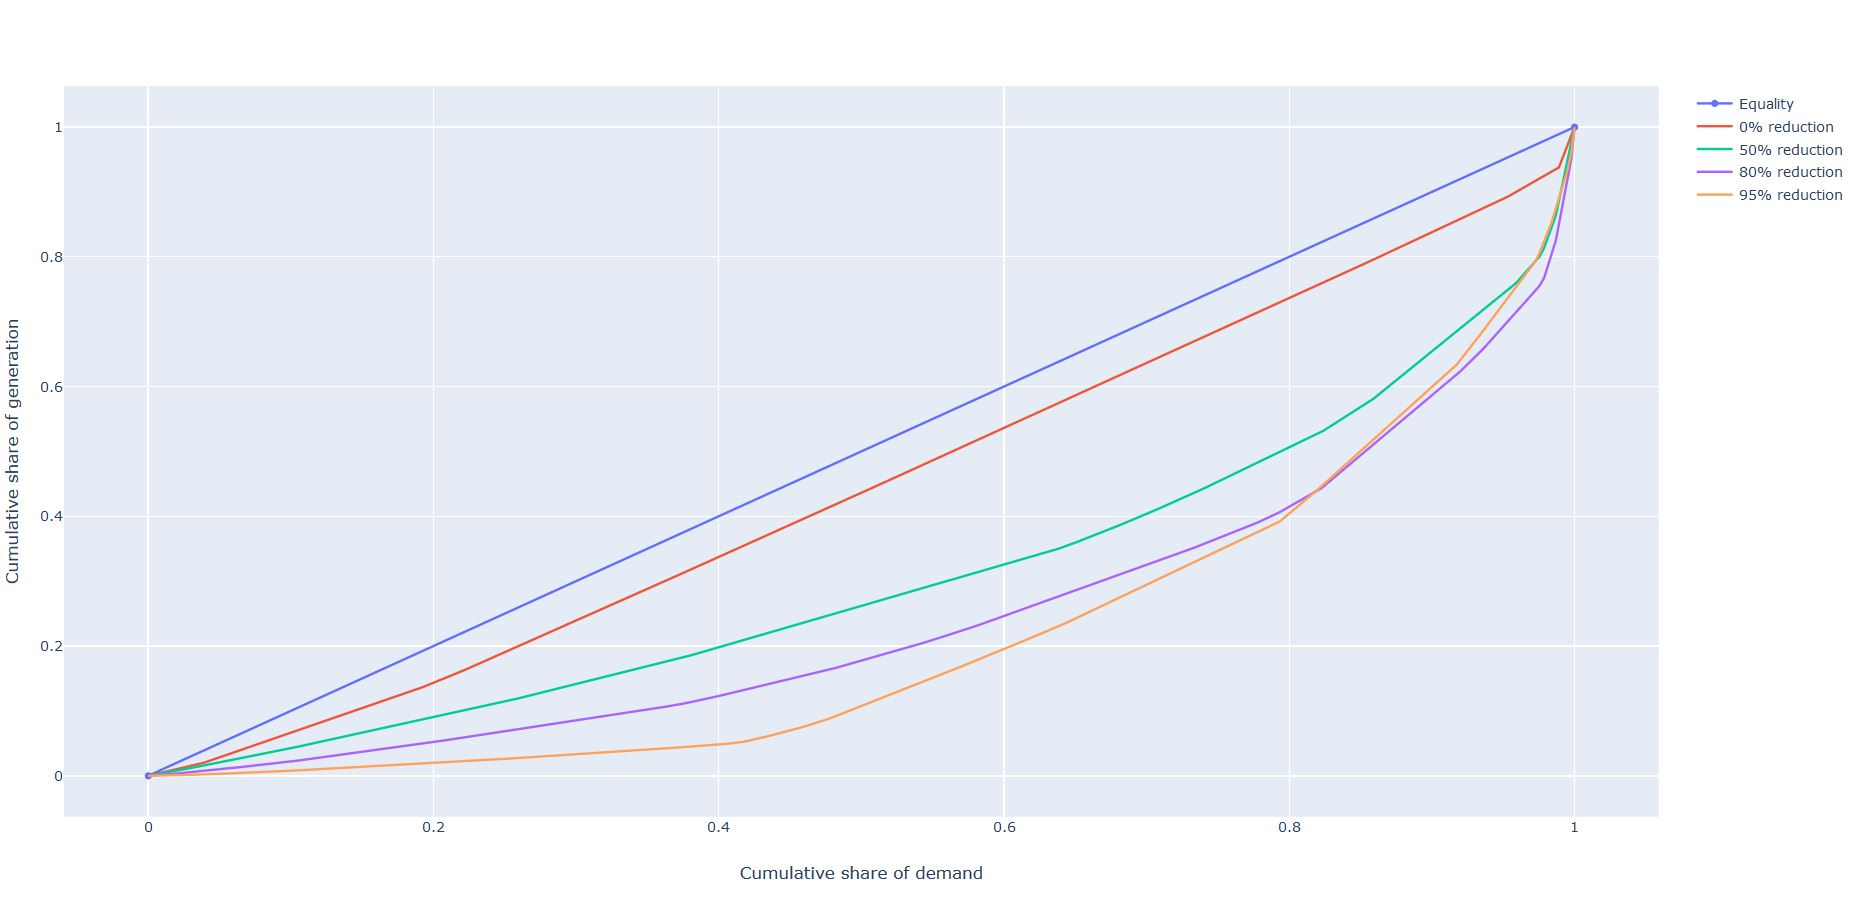 Equality
0% reduction
50% reduction
80% reduction
95% reduction
1
0.8
0.6
0.4
0.2
0
Cumulative share of generation
0
0.2
0.4
0.6
0.8
1
Cumulative share of demand